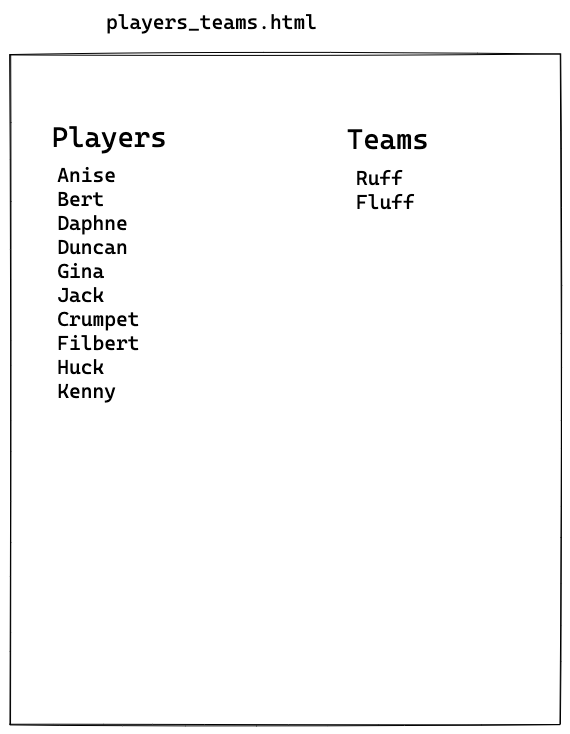 players_teams.html
Players
Anise
Bert
Daphne
Duncan
Gina
Jack
Crumpet
Filbert
Huck
Kenny
Teams
Ruff
Fluff